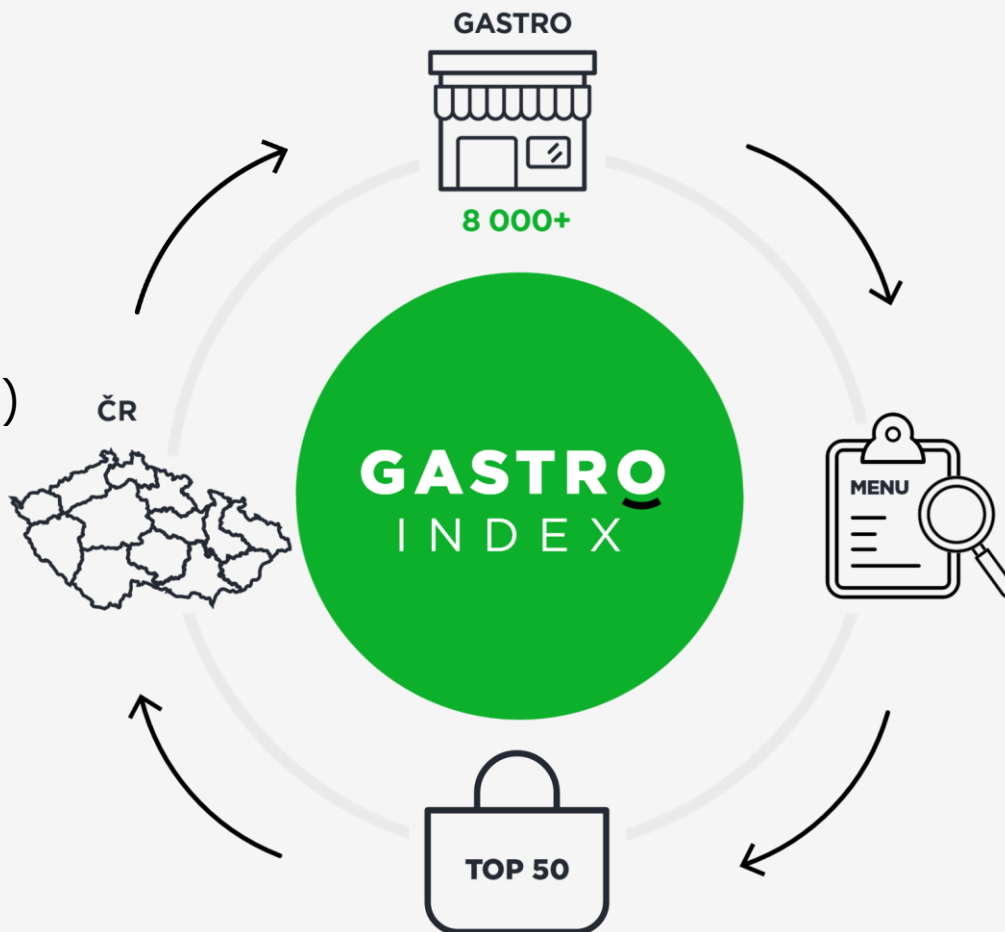 GASTRO
8 000+
)
ČR
GASTRO
INDEX
MENU
TOP 50